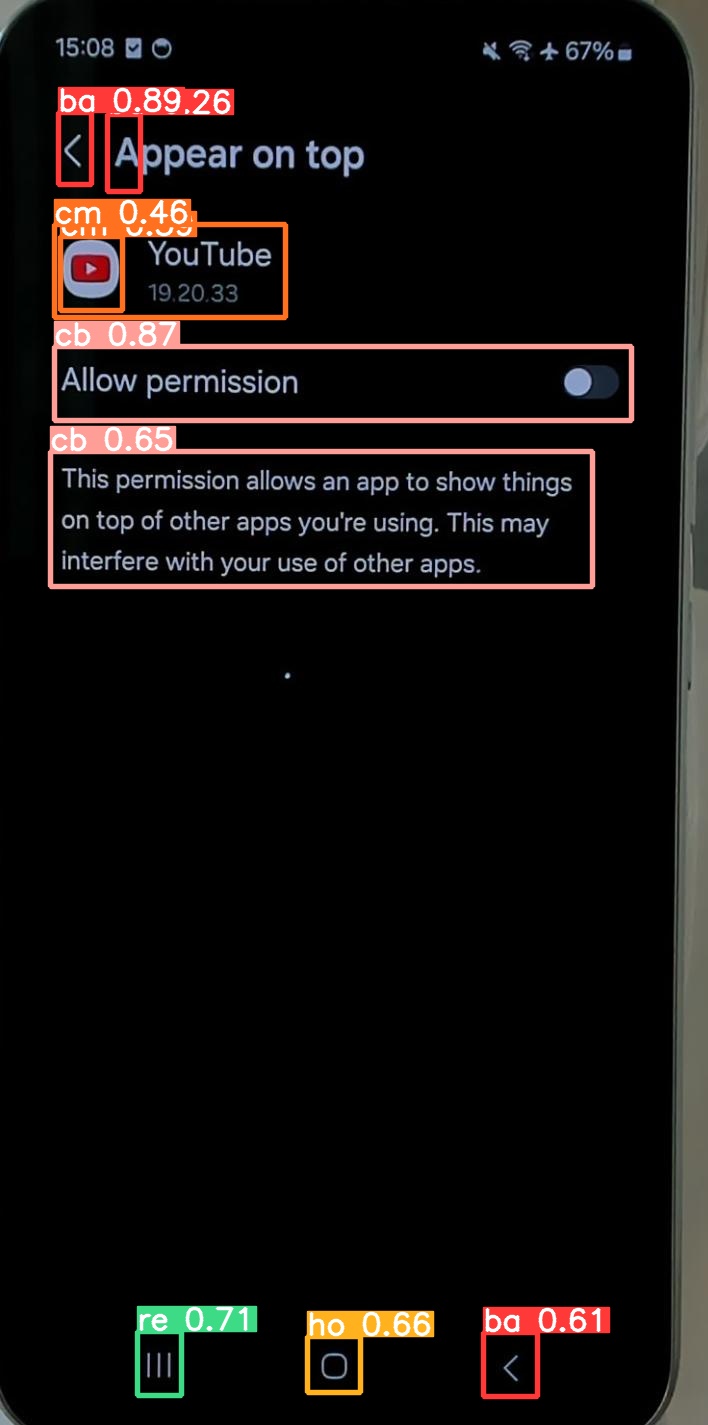 15:08
67%
ba 0.89.26
Appear on top
cm 0.46
YouTube
19.20.33
cb 0.87
Allow permission
cb 0.65
This permission allows an app to show things
on top of other apps you're using. This may
interfere with your use of other apps.
re 0.71
ho 0.66
ba 0.61